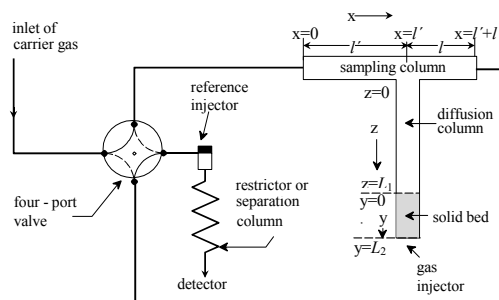 x
x=0
x=l´
x=l´+l
l´
l
inlet of
carrier gas
sampling column
z=0
reference
injector
diffusion
column
z
restrictor or
separation
column
z=L1
y=0
y
solid bed
four - port
valve
y=L2
gas
injector
detector